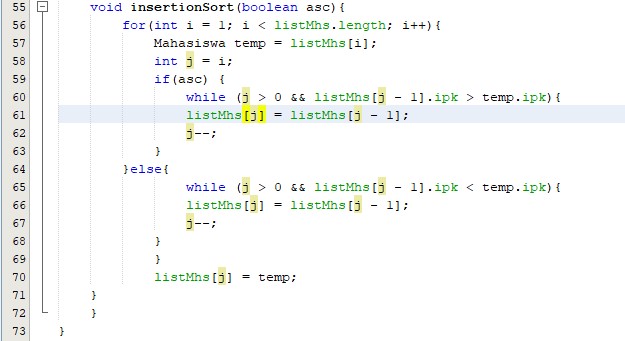 55 void insertionSort(boolean asc){
56 for(int i = 1; i < listMhs.length; i++){
57 Mahasiswa temp = listMhs[i];
58 int j = i;
59 if(asc) {
60 while (j > 0 && listMhs[j - 1].ipk > temp.ipk){
61 listMhs[j] = listMhs[j - 1];
62 j--;
63 }
64 }else{
65 while (j > 0 && listMhs[j - 1].ipk < temp.ipk){
66 listMhs[j] = listMhs[j - 1];
67 j--;
68 }
69 }
70 listMhs[j] = temp;
71 }
72 }
73 }